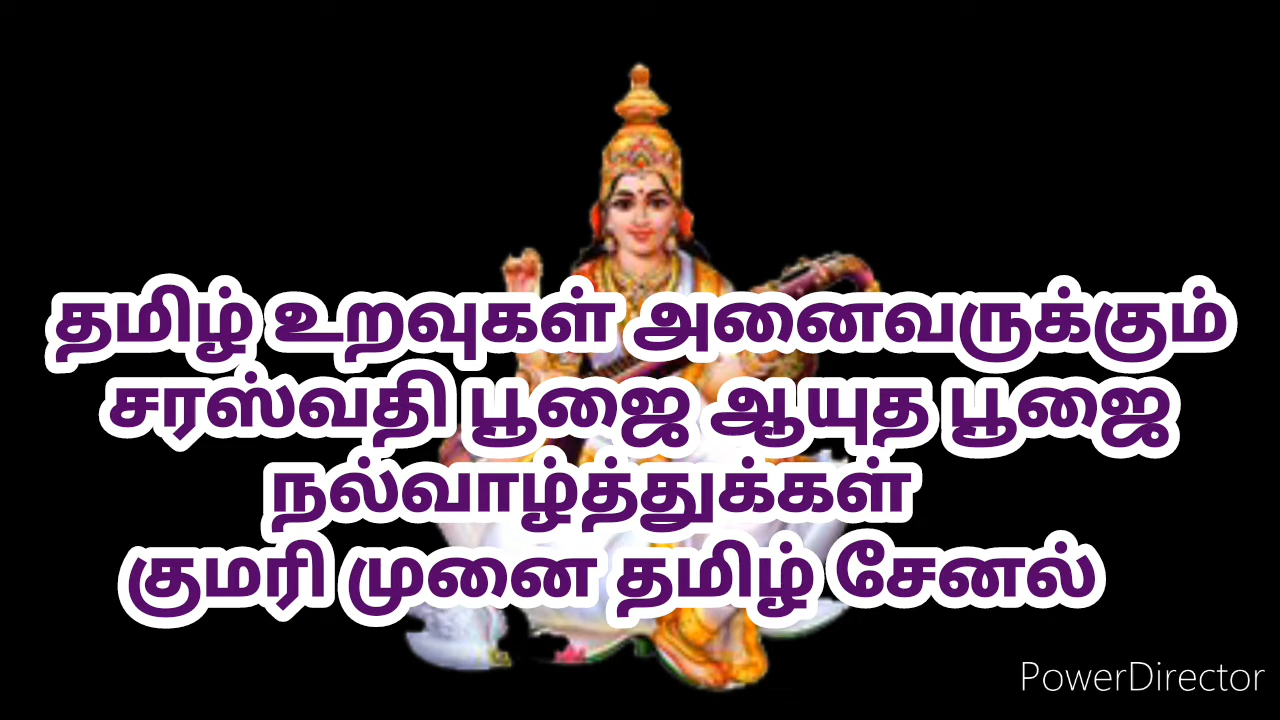 தமிழ் உறவுகள் அனைவருக்கும்
சரஸ்வதி பூஜை ஆயுத பூஜை
நல்வாழ்த்துக்கள்
குமரி முனை தமிழ் சேனல்
PowerDirector